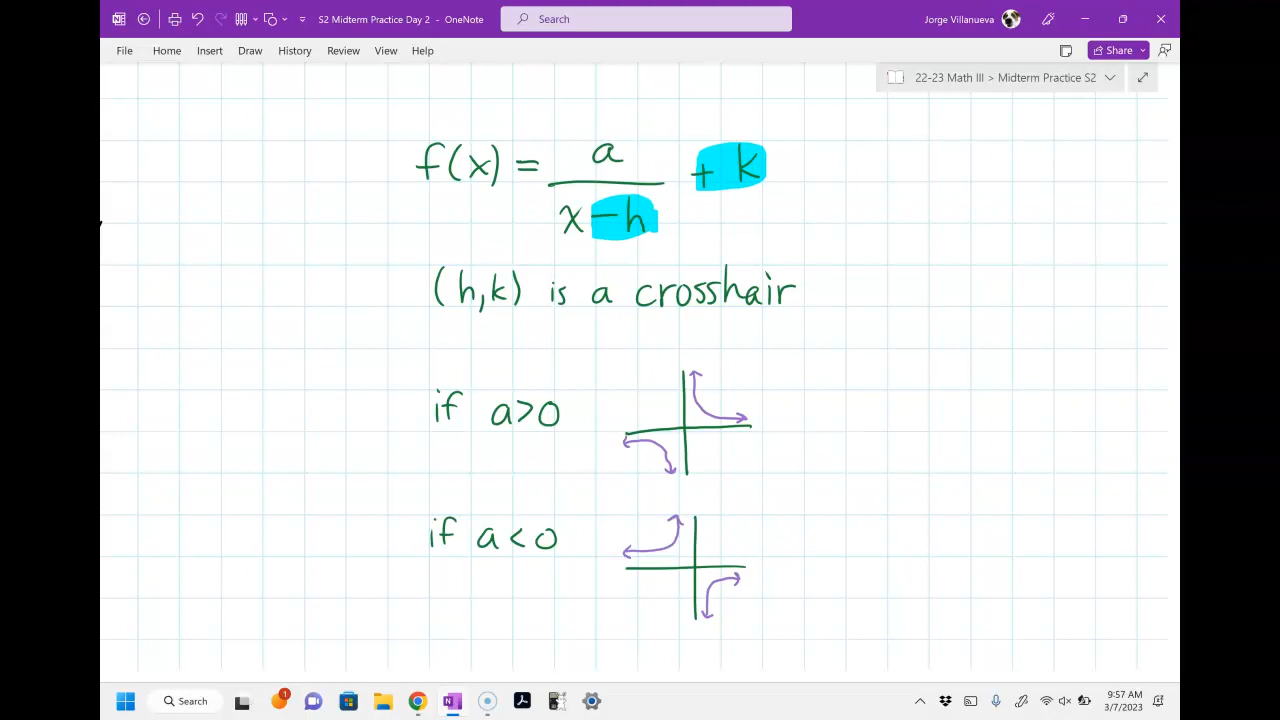 S2 Midterm Practice Day 2 - OneNote
Search
Jorge Villanueva
File Home Insert Draw History Review View Help
Share
22-23 Math III > Midterm Practice S2
f(x) = a / (x - h) + k
(h,k) is a crosshair
if a>0
if a<0
Search
1
9:57 AM
3/7/2023